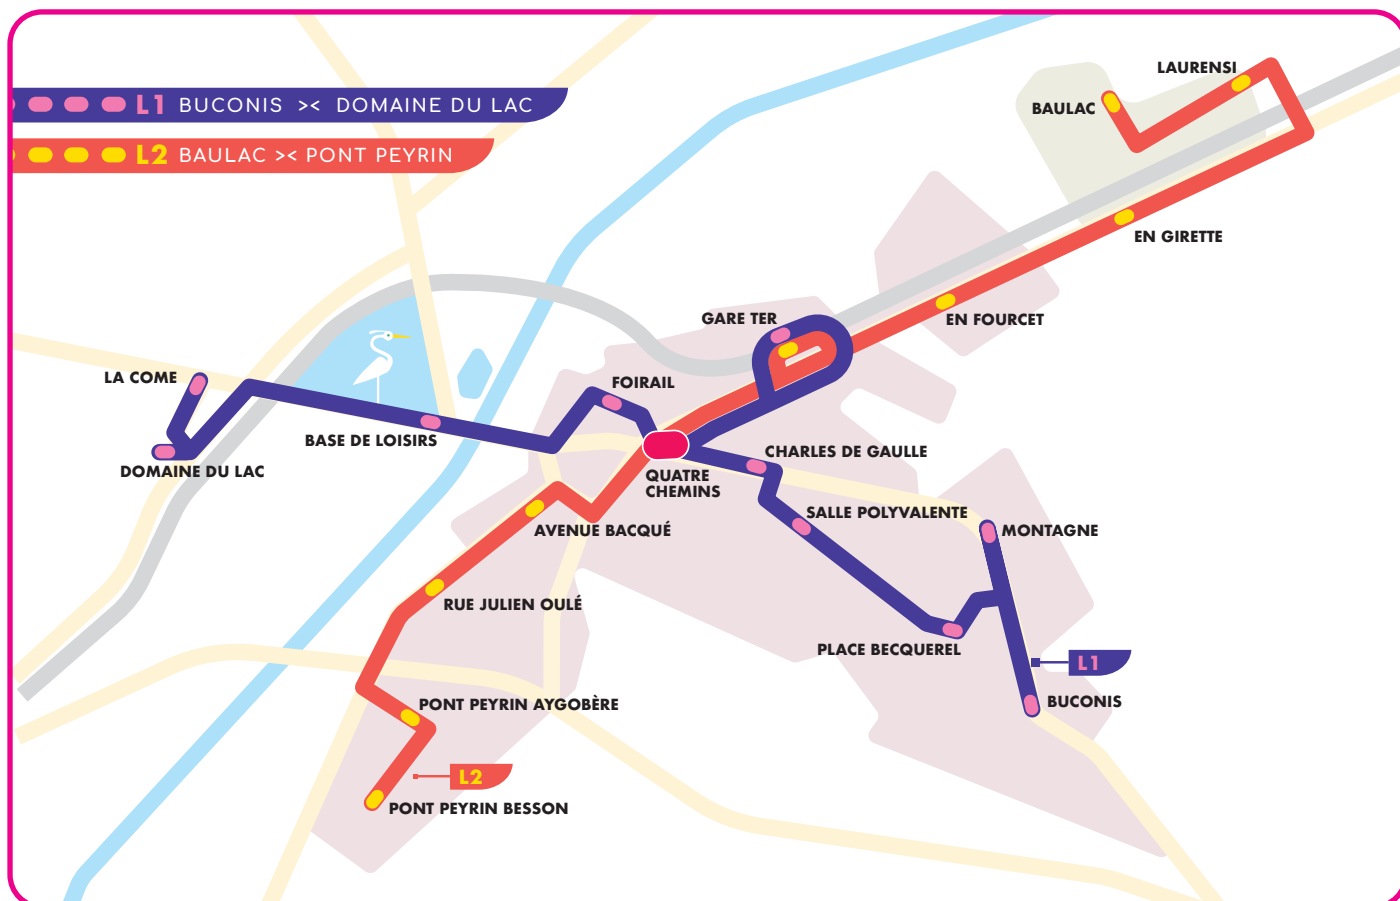 L1 BUCONIS >< DOMAINE DU LAC
L2 BAULAC >< PONT PEYRIN
LAURENSI
BAULAC
EN GIRETTE
EN FOURCET
GARE TER
LA COME
FOIRAIL
BASE DE LOISIRS
DOMAINE DU LAC
CHARLES DE GAULLE
QUATRE
CHEMINS
SALLE POLYVALENTE
AVENUE BACQUÉ
MONTAGNE
RUE JULIEN OULÉ
PLACE BECQUEREL
L1
BUCONIS
PONT PEYRIN AYGOBÈRE
L2
PONT PEYRIN BESSON